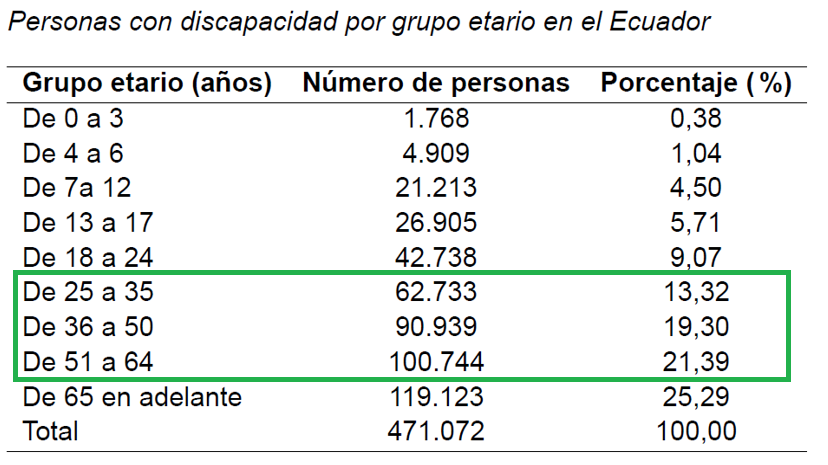 Personas con discapacidad por grupo etario en el Ecuador
Grupo etario (años) Número de personas Porcentaje (%)
De 0 a 3 1.768 0,38
De 4 a 6 4.909 1,04
De 7a 12 21.213 4,50
De 13 a 17 26.905 5,71
De 18 a 24 42.738 9,07
De 25 a 35 62.733 13,32
De 36 a 50 90.939 19,30
De 51 a 64 100.744 21,39
De 65 en adelante 119.123 25,29
Total 471.072 100,00